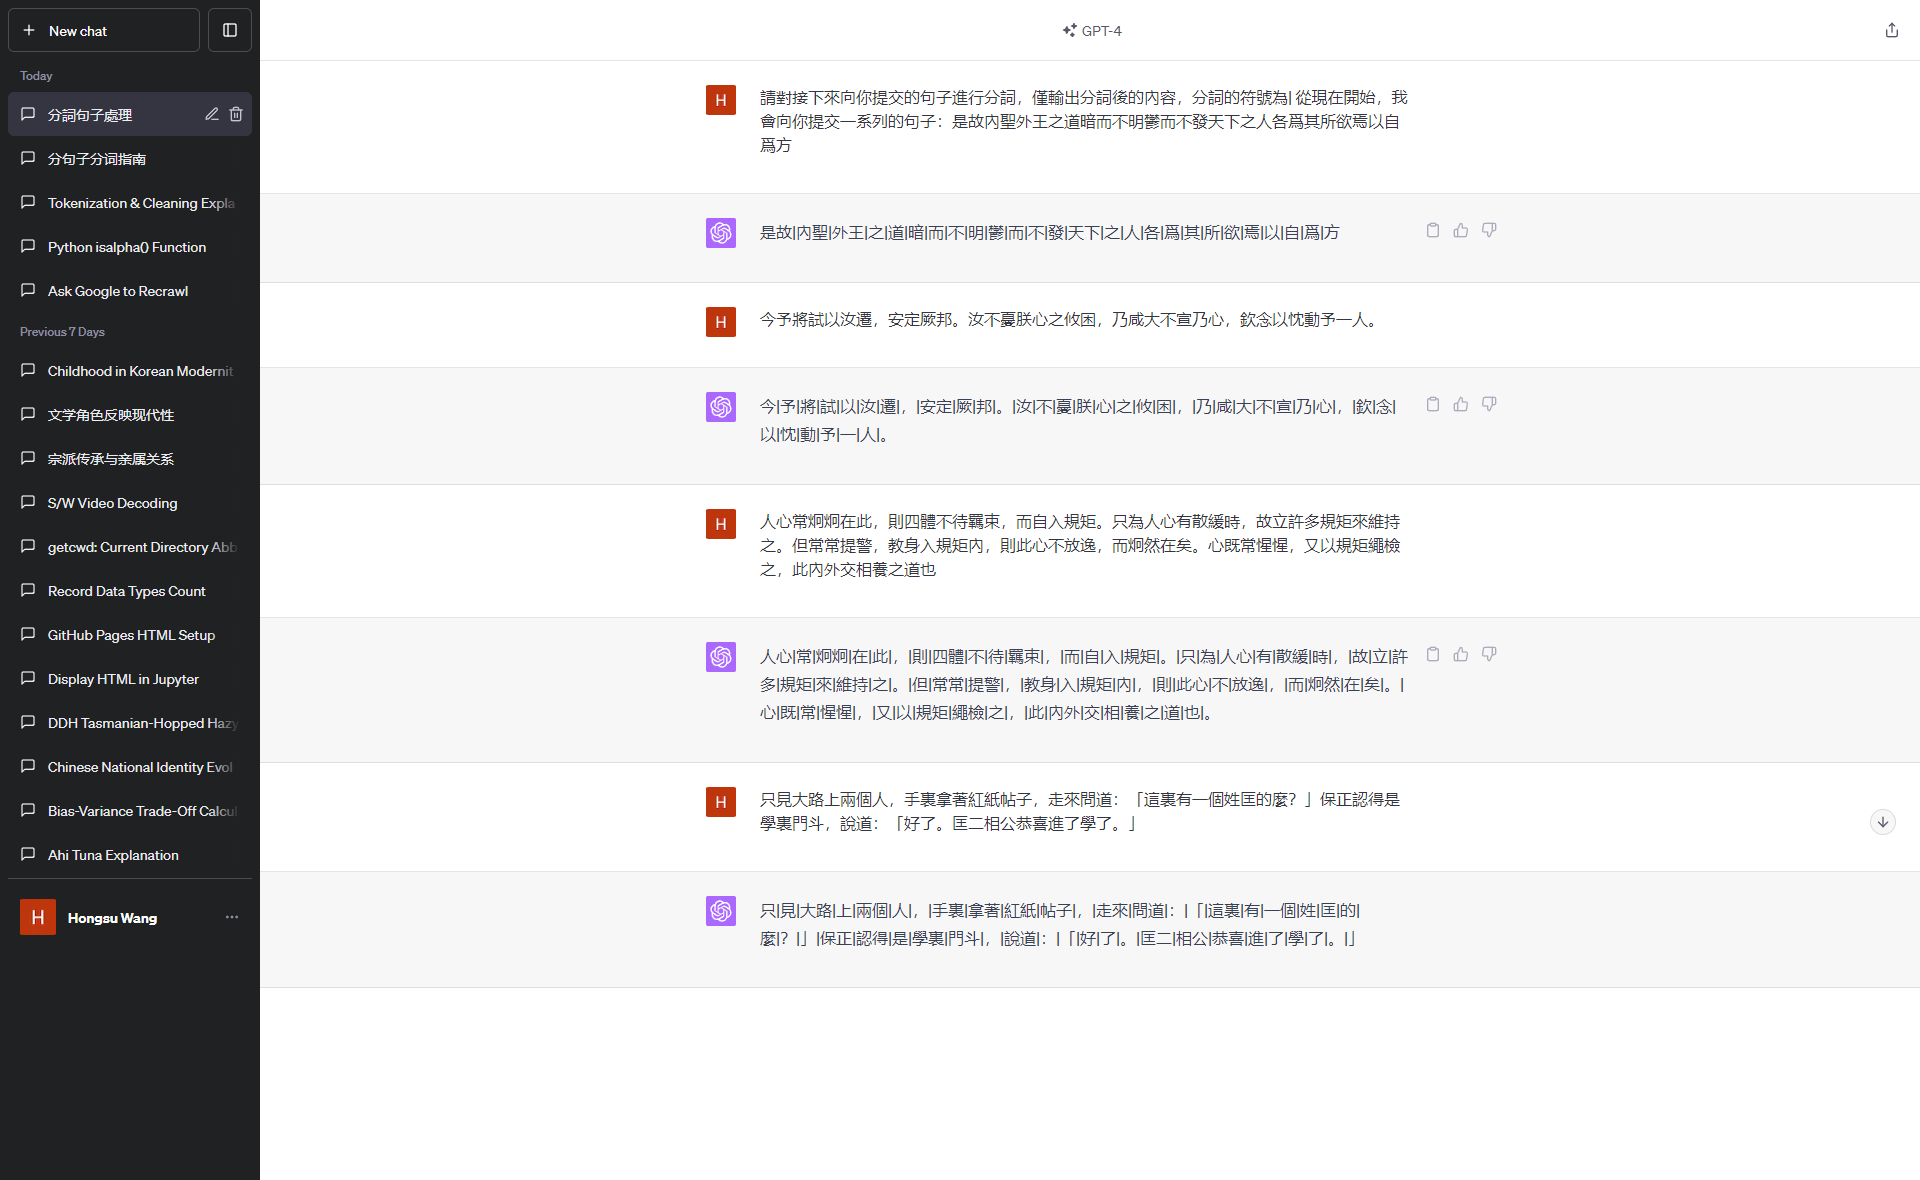 New chat
Today
分詞句子處理
分句子分词指南
Tokenization & Cleaning Expla
Python isalpha() Function
Ask Google to Recrawl
Previous 7 Days
Childhood in Korean Modernit
文学角色反映现代性
宗派传承与亲属关系
S/W Video Decoding
getcwd: Current Directory Abb
Record Data Types Count
GitHub Pages HTML Setup
Display HTML in Jupyter
DDH Tasmanian-Hopped Hazy
Chinese National Identity Evol
Bias-Variance Trade-Off Calcul
Ahi Tuna Explanation
H
Hongsu Wang
GPT-4
H
請對接下來向你提交的句子進行分詞，僅輸出分詞後的內容，分詞的符號為| 從現在開始，我
會向你提交一系列的句子：是故內聖外王之道暗而不明鬱而不發天下之人各爲其所欲焉以自
爲方
是故|內聖|外王|之|道|暗|而|不|明|鬱|而|不|發|天下|之|人|各|爲|其|所|欲|焉|以|自|爲|方
H
今予將試以汝遷，安定厥邦。汝不憂朕心之攸困，乃咸大不宣乃心，欽念以忱動予一人。
今|予|將|試|以|汝|遷|，|安定|厥|邦|。|汝|不|憂|朕|心|之|攸|困|，|乃|咸|大|不|宣|乃|心|，|欽|念|
以|忱|動|予|一|人|。
H
人心常炯炯在此，則四體不待羈束，而自入規矩。只為人心有散緩時，故立許多規矩來維持
之。但常常提警，教身入規矩內，則此心不放逸，而炯然在矣。心既常惺惺，又以規矩繩檢
之，此內外交相養之道也
人心|常|炯炯|在|此|，|則|四體|不|待|羈束|，|而|自|入|規矩|。|只|為|人心|有|散緩|時|，|故|立|許
多|規矩|來|維持|之|。|但|常常|提警|，|教身|入|規矩|內|，|則|此心|不|放逸|，|而|炯然|在|矣|。|
心|既|常|惺惺|，|又|以|規矩|繩檢|之|，|此|內外|交|相|養|之|道|也|。
H
只見大路上兩個人，手裏拿著紅紙帖子，走來問道：「這裏有一個姓匡的麼？」保正認得是
學裏門斗，說道：「好了。匡二相公恭喜進了學了。」
只|見|大路|上|兩個|人|，|手裏|拿著|紅紙|帖子|，|走來|問道|：|「|這裏|有|一個|姓|匡|的|
麼|？|」|保正|認得|是|學裏|門斗|，|說道|：|「|好|了|。|匡二|相公|恭喜|進|了|學|了|。|」